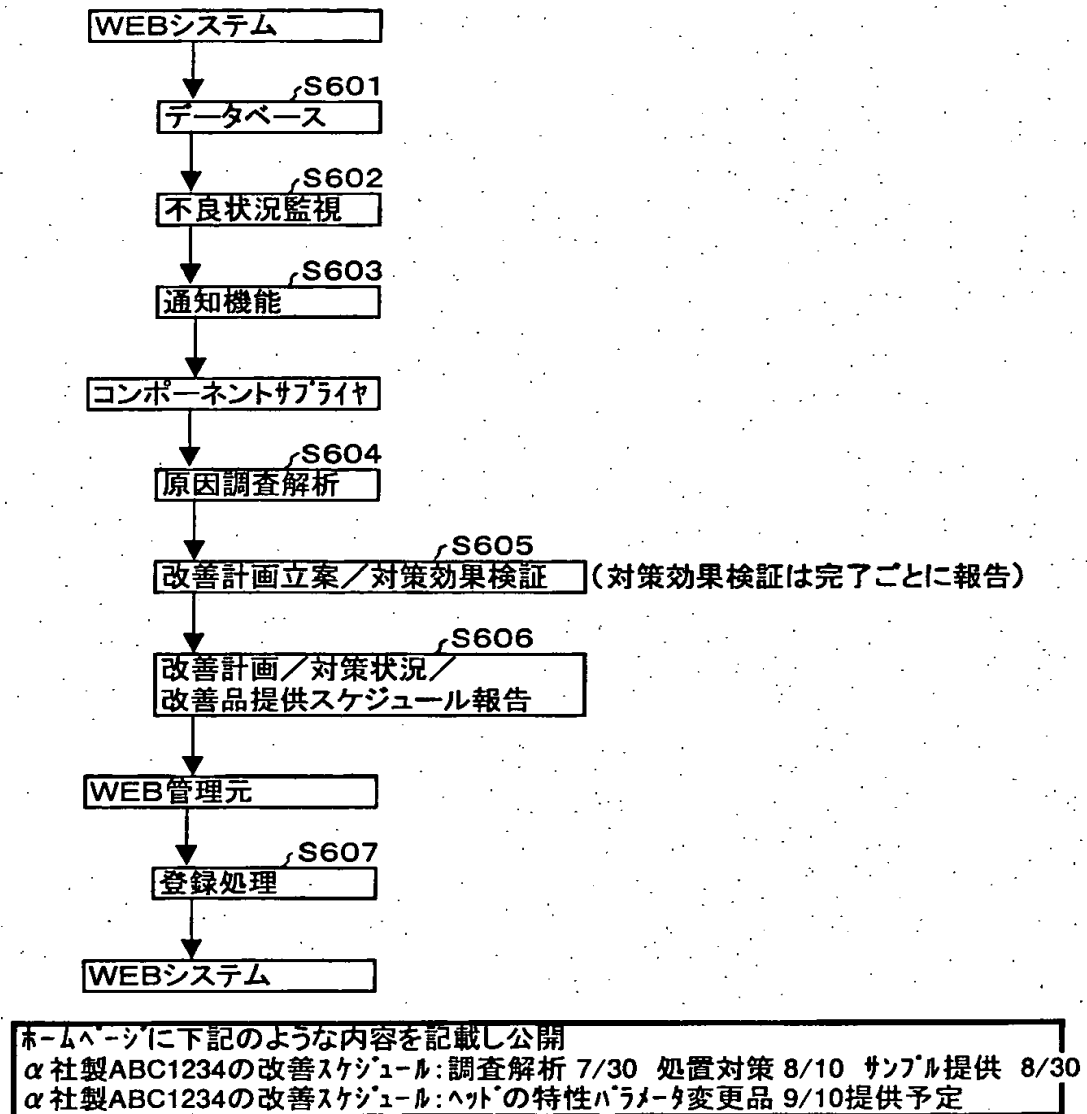 WEBシステム
S601
データベース
S602
不良状況監視
S603
通知機能
コンポーネントサプライヤ
S604
原因調査解析
S605
改善計画立案／対策効果検証 (対策効果検証は完了ごとに報告)
S606
改善計画／対策状況／
改善品提供スケジュール報告
WEB管理元
S607
登録処理
WEBシステム
ホームページに下記のような内容を記載し公開
α社製ABC1234の改善スケジュール:調査解析 7/30 処置対策 8/10 サンプル提供 8/30
α社製ABC1234の改善スケジュール:ヘッドの特性パラメータ変更品 9/10提供予定